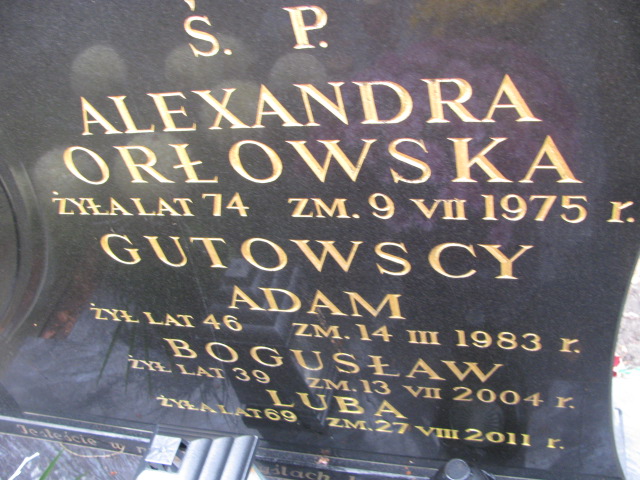 Ś. P.
ALEXANDRA
ORŁOWSKA
ŻYŁA LAT 74 ZM. 9 VII 1975 r.
GUTOWSCY
ADAM
ŻYŁ LAT 46 ZM. 14 III 1983 r.
BOGUSŁAW
ŻYŁ LAT 39 ZM. 13 VII 2004 r.
LUBA
ŻYŁA LAT 69 ZM. 27 VIII 2011 r.
Jesteście w